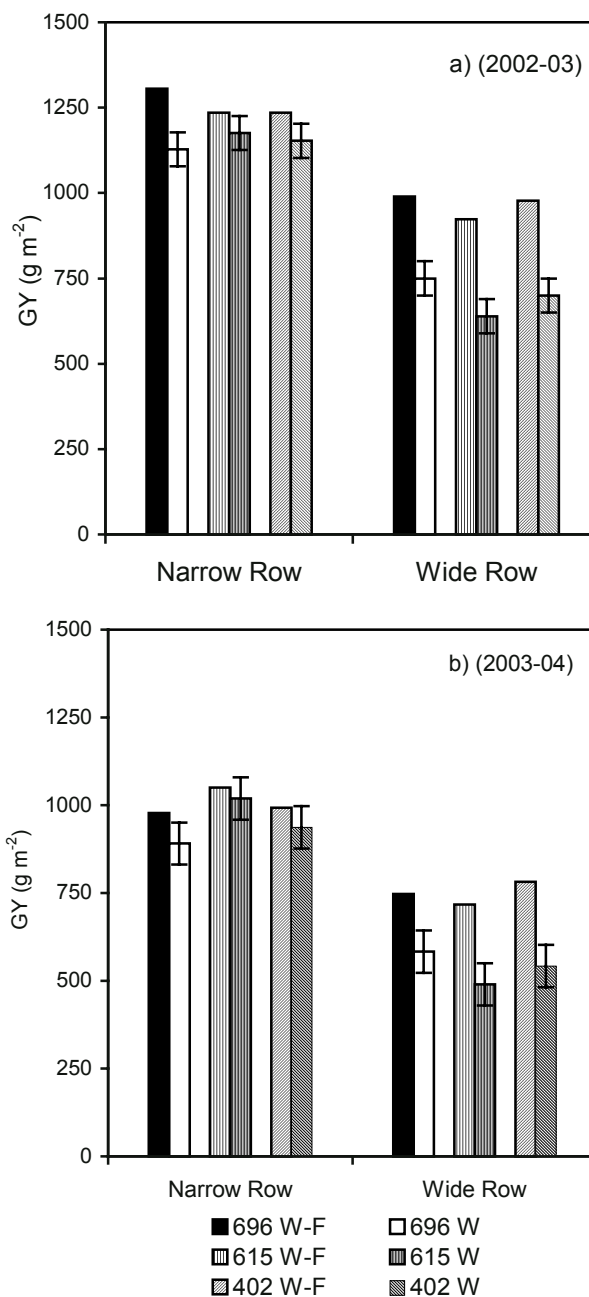 1500
a) (2002-03)
1250
1000
GY (g m-2)
750
500
250
0
Narrow Row Wide Row
1500
b) (2003-04)
1250
1000
GY (g m-2)
750
500
250
0
Narrow Row Wide Row
696 W-F 696 W
615 W-F 615 W
402 W-F 402 W